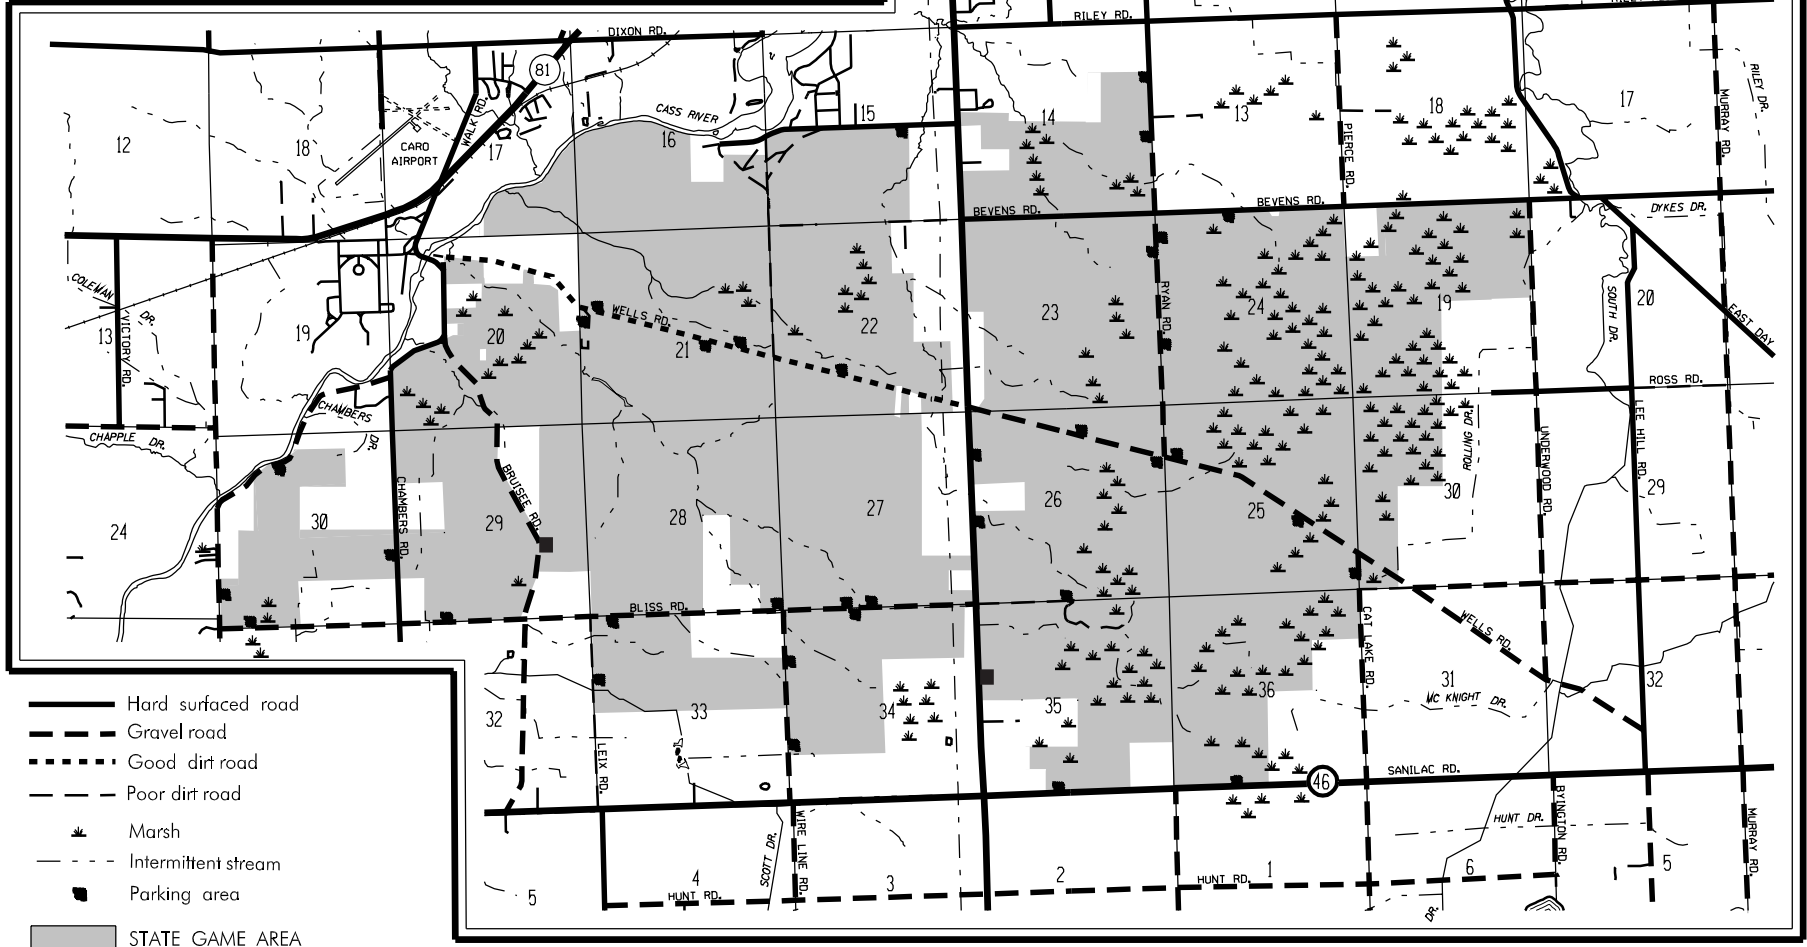 RILEY RD.
DIXON RD.
81
RILEY DR.
17
MURRAY RD.
CASS RIVER
15
14
13
18
12
18
WALK RD.
17
16
CARO
AIRPORT
PIERCE RD.
BEVENS RD.
BEVENS RD.
DYKES DR.
COLEMAN
DR.
13
VICTORY RD.
19
20
WELLS RD.
21
22
23
RYAN RD.
24
19
SOUTH DR.
20
EAST DAY
ROSS RD.
CHAMBERS
DR.
CHAPPLE DR.
LEE HILL RD.
ROLLING DR.
UNDERWOOD RD.
CHAMBERS RD.
BRUISEE RD.
24
30
29
28
27
26
25
30
29
BLISS RD.
CAT LAKE RD.
WELLS RD.
32
33
34
35
36
31
MC KNIGHT DR.
32
LEIX RD.
46
SANILAC RD.
WIRE LINE RD.
SCOTT DR.
BYINGTON RD.
HUNT DR.
MURRAY RD.
5
4
HUNT RD.
3
2
HUNT RD.
1
6
5
DR.
Hard surfaced road
Gravel road
Good dirt road
Poor dirt road
Marsh
Intermittent stream
Parking area
STATE GAME AREA